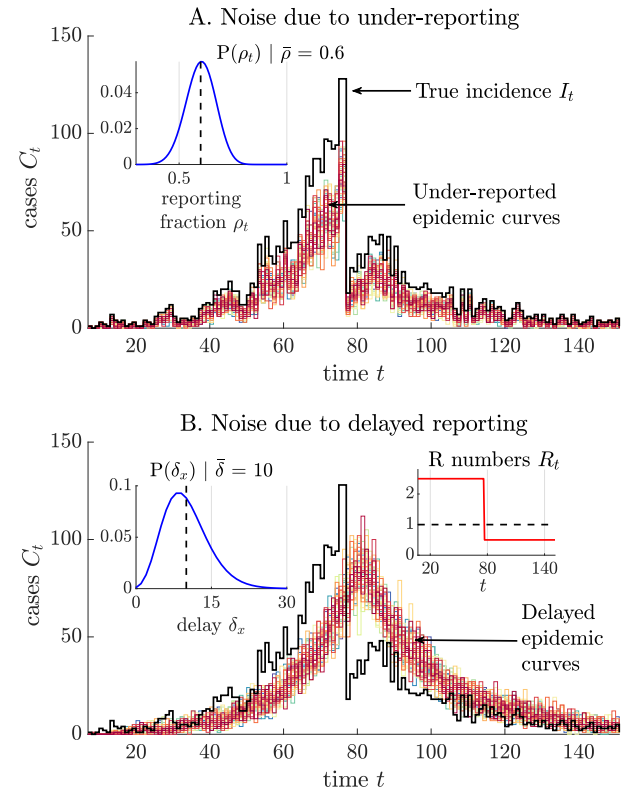 A. Noise due to under-reporting
150
100
50
0
cases C_t
P(ρ_t) | ρ̄ = 0.6
0.04
0.02
0
0.5
1
reporting
fraction ρ_t
True incidence I_t
Under-reported
epidemic curves
20
40
60
80
100
120
140
time t
B. Noise due to delayed reporting
150
100
50
0
cases C_t
P(δ_x) | δ̄ = 10
0.1
0.05
0
0
15
30
delay δ_x
R numbers R_t
2
1
0
20
80
140
t
Delayed
epidemic
curves
20
40
60
80
100
120
140
time t